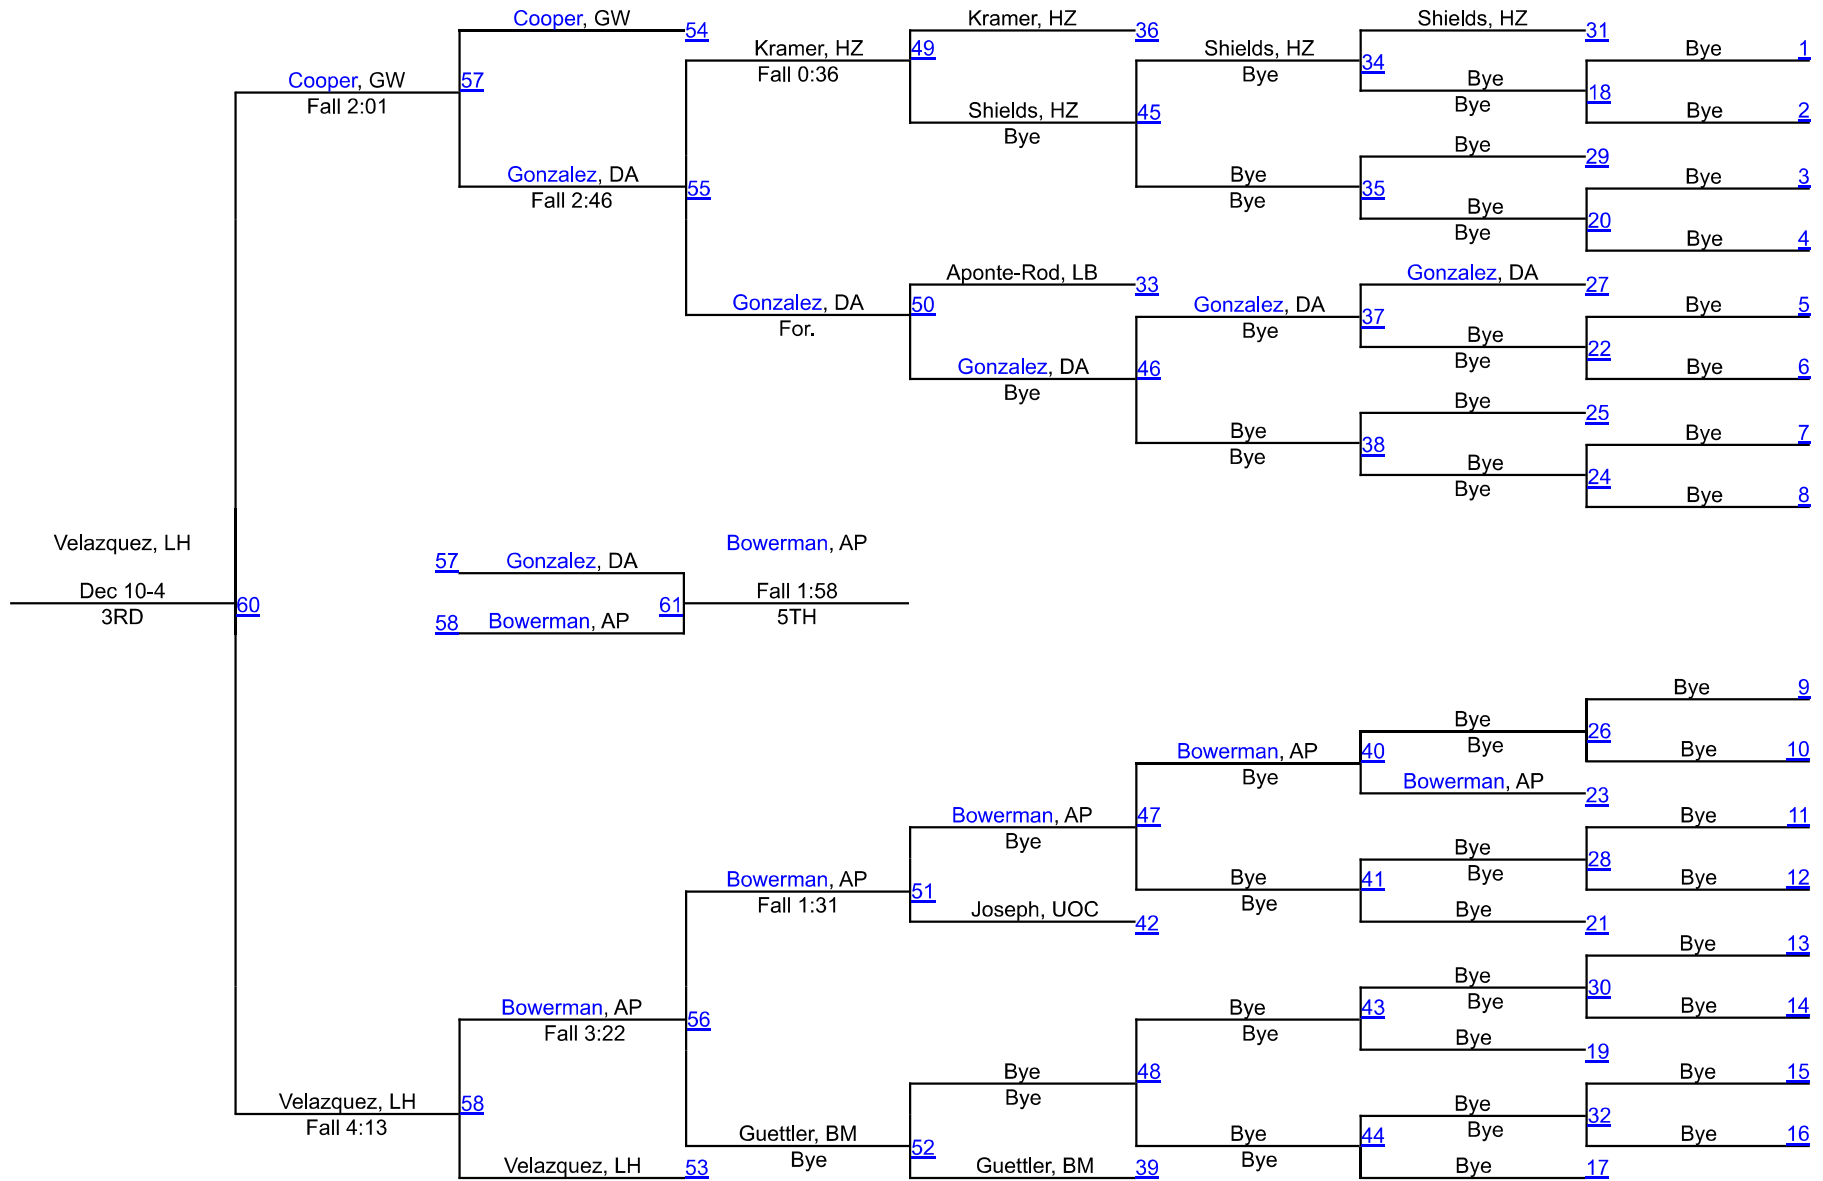 Cooper, GW
54
Kramer, HZ
36
Shields, HZ
31
Kramer, HZ
49
Shields, HZ
Bye
1
Fall 0:36
Bye
34
Cooper, GW
57
Bye
18
Fall 2:01
Bye
Shields, HZ
45
Bye
2
Bye
Bye
29
Gonzalez, DA
55
Bye
35
Bye
3
Fall 2:46
Bye
Bye
20
Bye
Bye
4
Aponte-Rod, LB
33
Gonzalez, DA
27
Gonzalez, DA
50
Gonzalez, DA
37
Bye
5
For.
Bye
Bye
22
Bye
Gonzalez, DA
46
Bye
6
Bye
Bye
25
Bye
38
Bye
7
Bye
Bye
24
Bye
Bye
8
Velazquez, LH
Bowerman, AP
57
Gonzalez, DA
Dec 10-4
60
61
Fall 1:58
3RD
5TH
58
Bowerman, AP
Bye
9
Bye
26
Bye
Bowerman, AP
40
Bye
10
Bye
Bowerman, AP
23
Bowerman, AP
47
Bye
11
Bye
Bye
28
Bye
Bowerman, AP
51
Bye
41
Bye
12
Fall 1:31
Bye
Joseph, UOC
42
Bye
21
Bye
13
Bye
30
Bye
Bowerman, AP
56
Bye
43
Bye
14
Fall 3:22
Bye
Bye
19
Bye
48
Bye
15
Bye
Velazquez, LH
58
Bye
32
Fall 4:13
Bye
Guettler, BM
52
Bye
44
Bye
16
Bye
Bye
Velazquez, LH
53
Guettler, BM
39
Bye
17